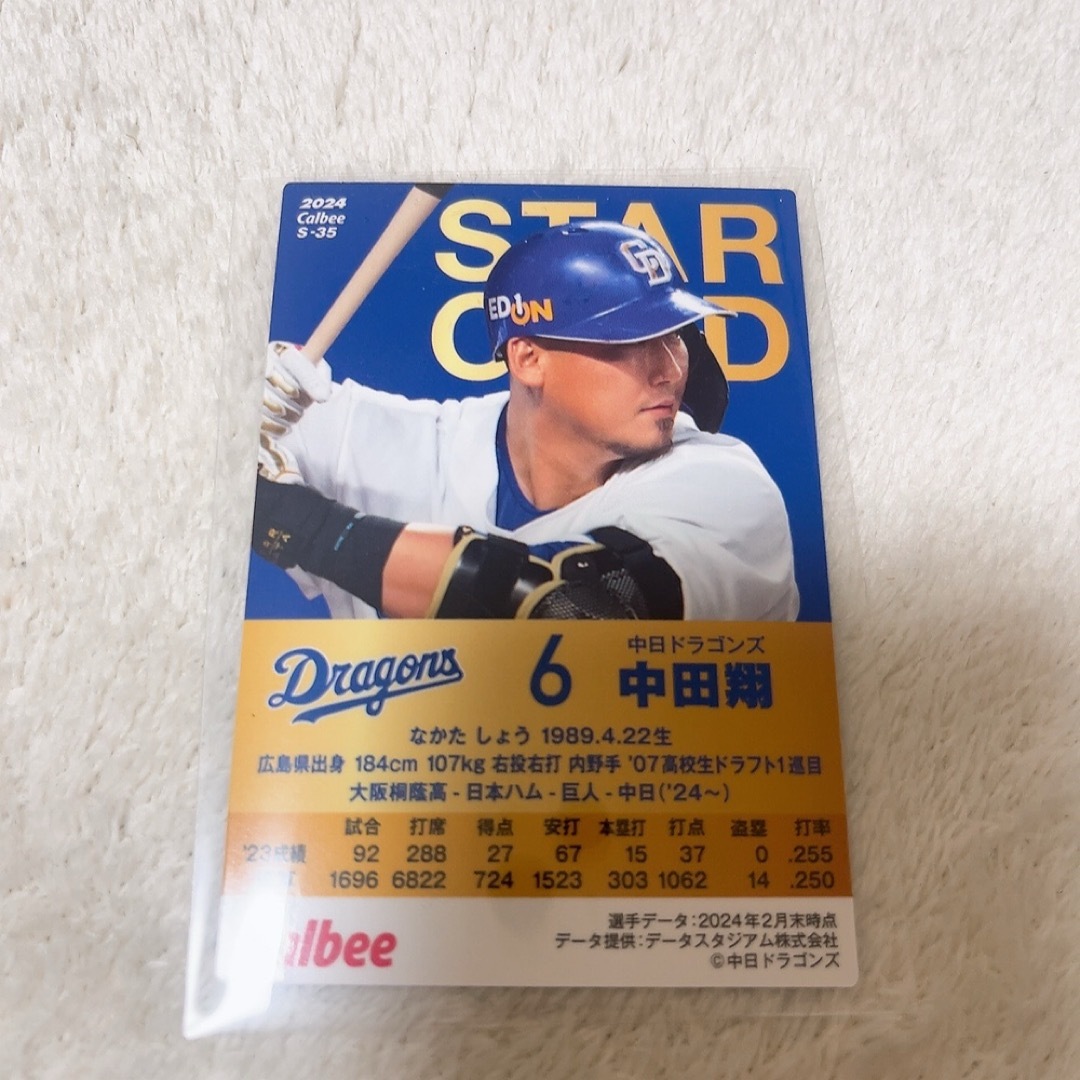 2024
Calbee
S-35
STAR
C D
EDION
Dragons
6
中日ドラゴンズ
中田翔
なかた しょう 1989.4.22生
広島県出身 184cm 107kg 右投右打 内野手 '07高校生ドラフト1巡目
大阪桐蔭高 - 日本ハム - 巨人 - 中日('24〜)
試合 打席 得点 安打 本塁打 打点 盗塁 打率
'23成績 92 288 27 67 15 37 0 .255
1696 6822 724 1523 303 1062 14 .250
Calbee
選手データ:2024年2月末時点
データ提供:データスタジアム株式会社
©中日ドラゴンズ